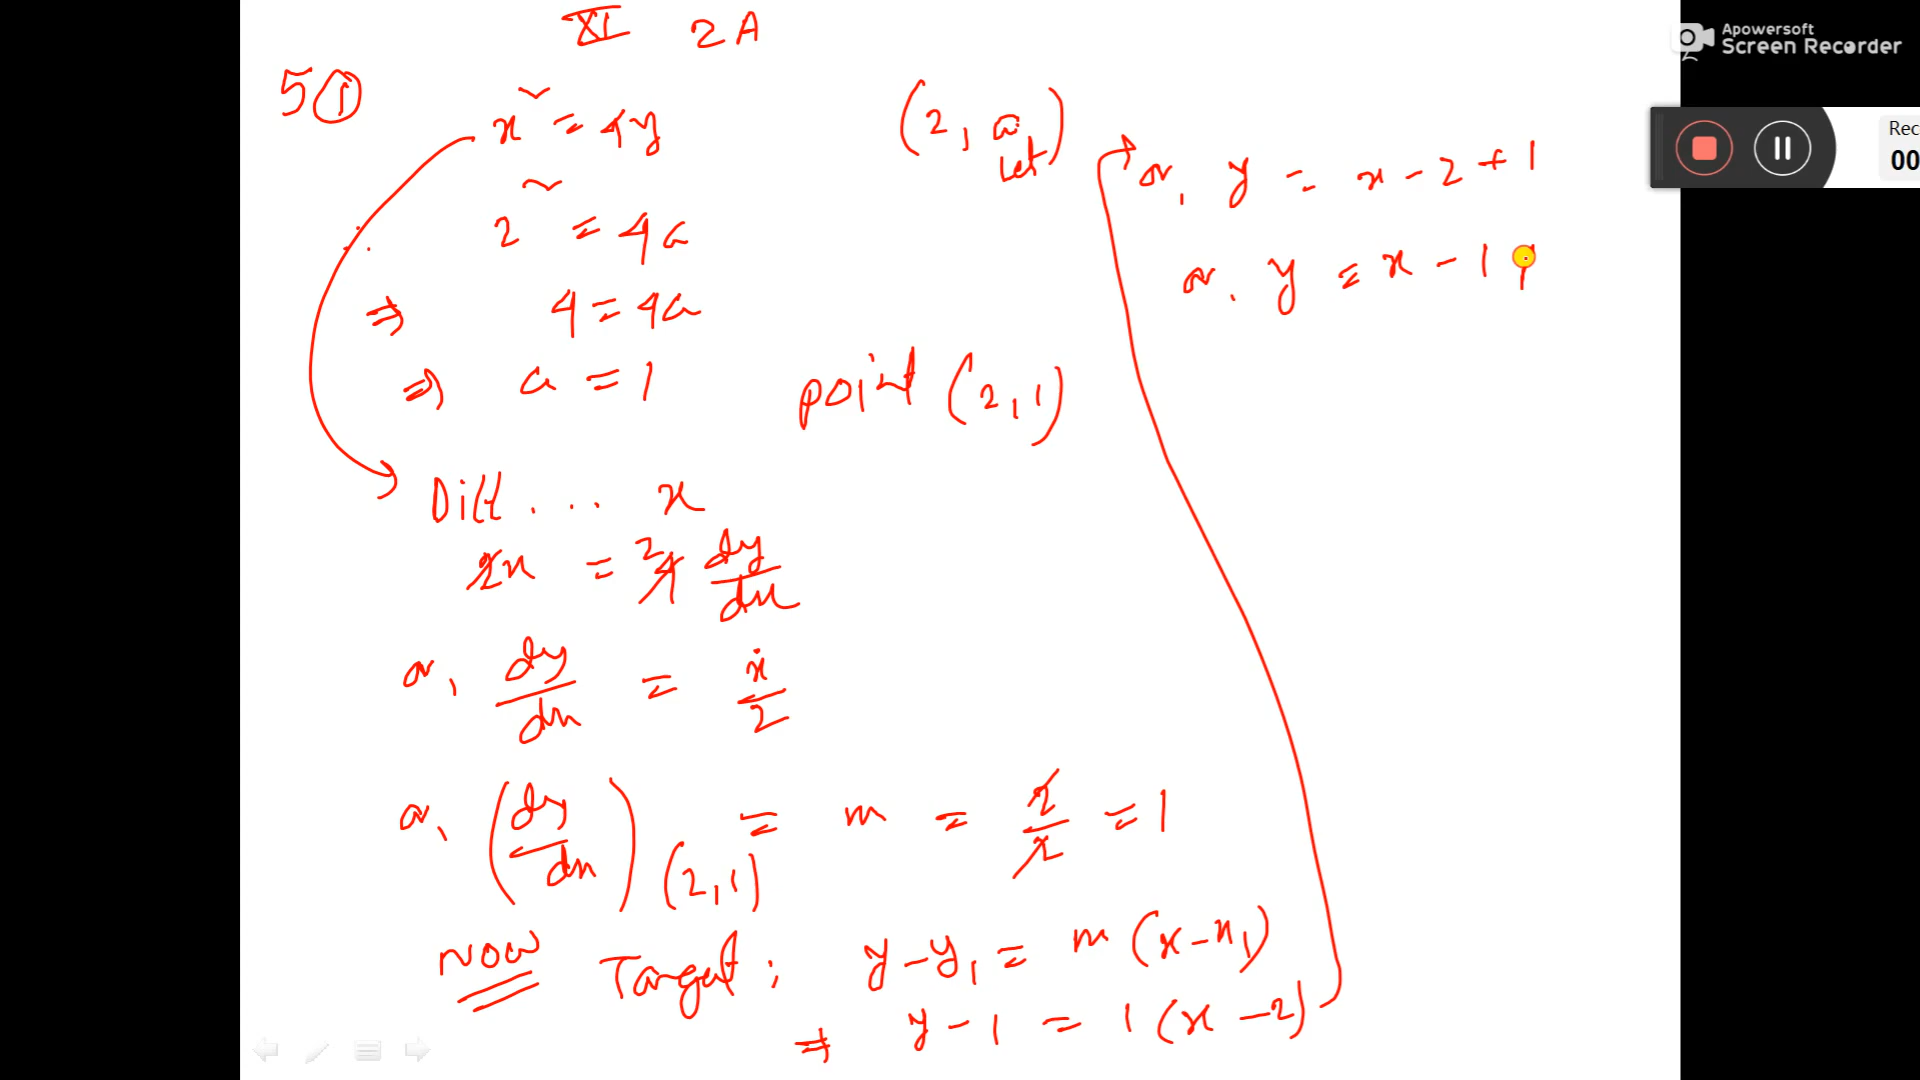 XI 2A
5 (i)
x² = 4y
(2, a)
let
∴ 2² = 4a
⇒ 4 = 4a
⇒ a = 1
point (2, 1)
Diff . ... x
2x = 4 2 dy/dx
or, dy/dx = x/2
or, (dy/dx) (2,1) = m = 2/2 = 1
Now Tanget : y - y₁ = m (x - x₁)
⇒ y - 1 = 1 (x - 2)
or, y = x - 2 + 1
or, y = x - 1
Apowersoft
Screen Recorder
Rec
00